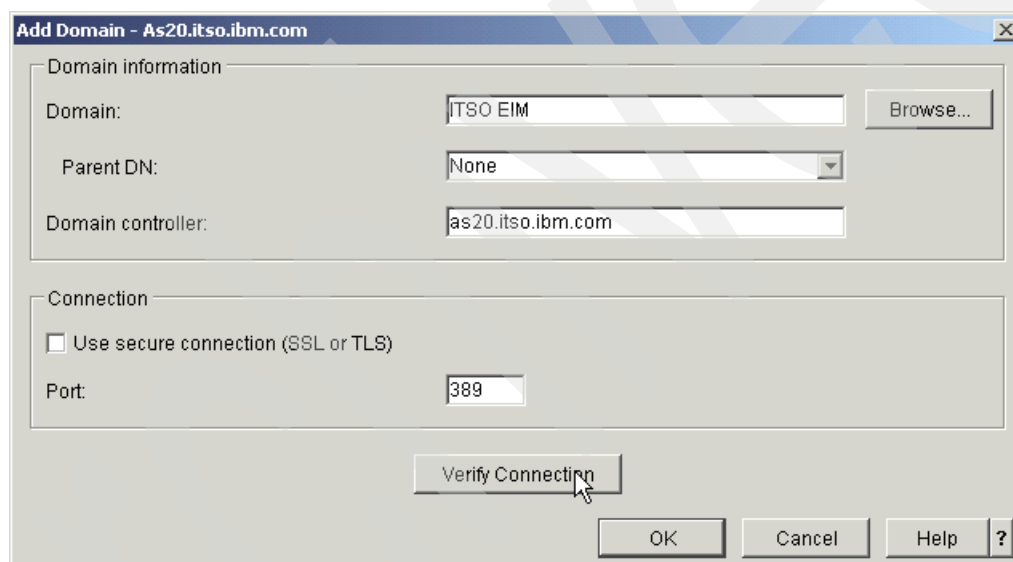 Add Domain - As20.itso.ibm.com
Domain information
Domain: ITSO EIM Browse...
Parent DN: None
Domain controller: as20.itso.ibm.com
Connection
Use secure connection (SSL or TLS)
Port: 389
Verify Connection
OK Cancel Help ?